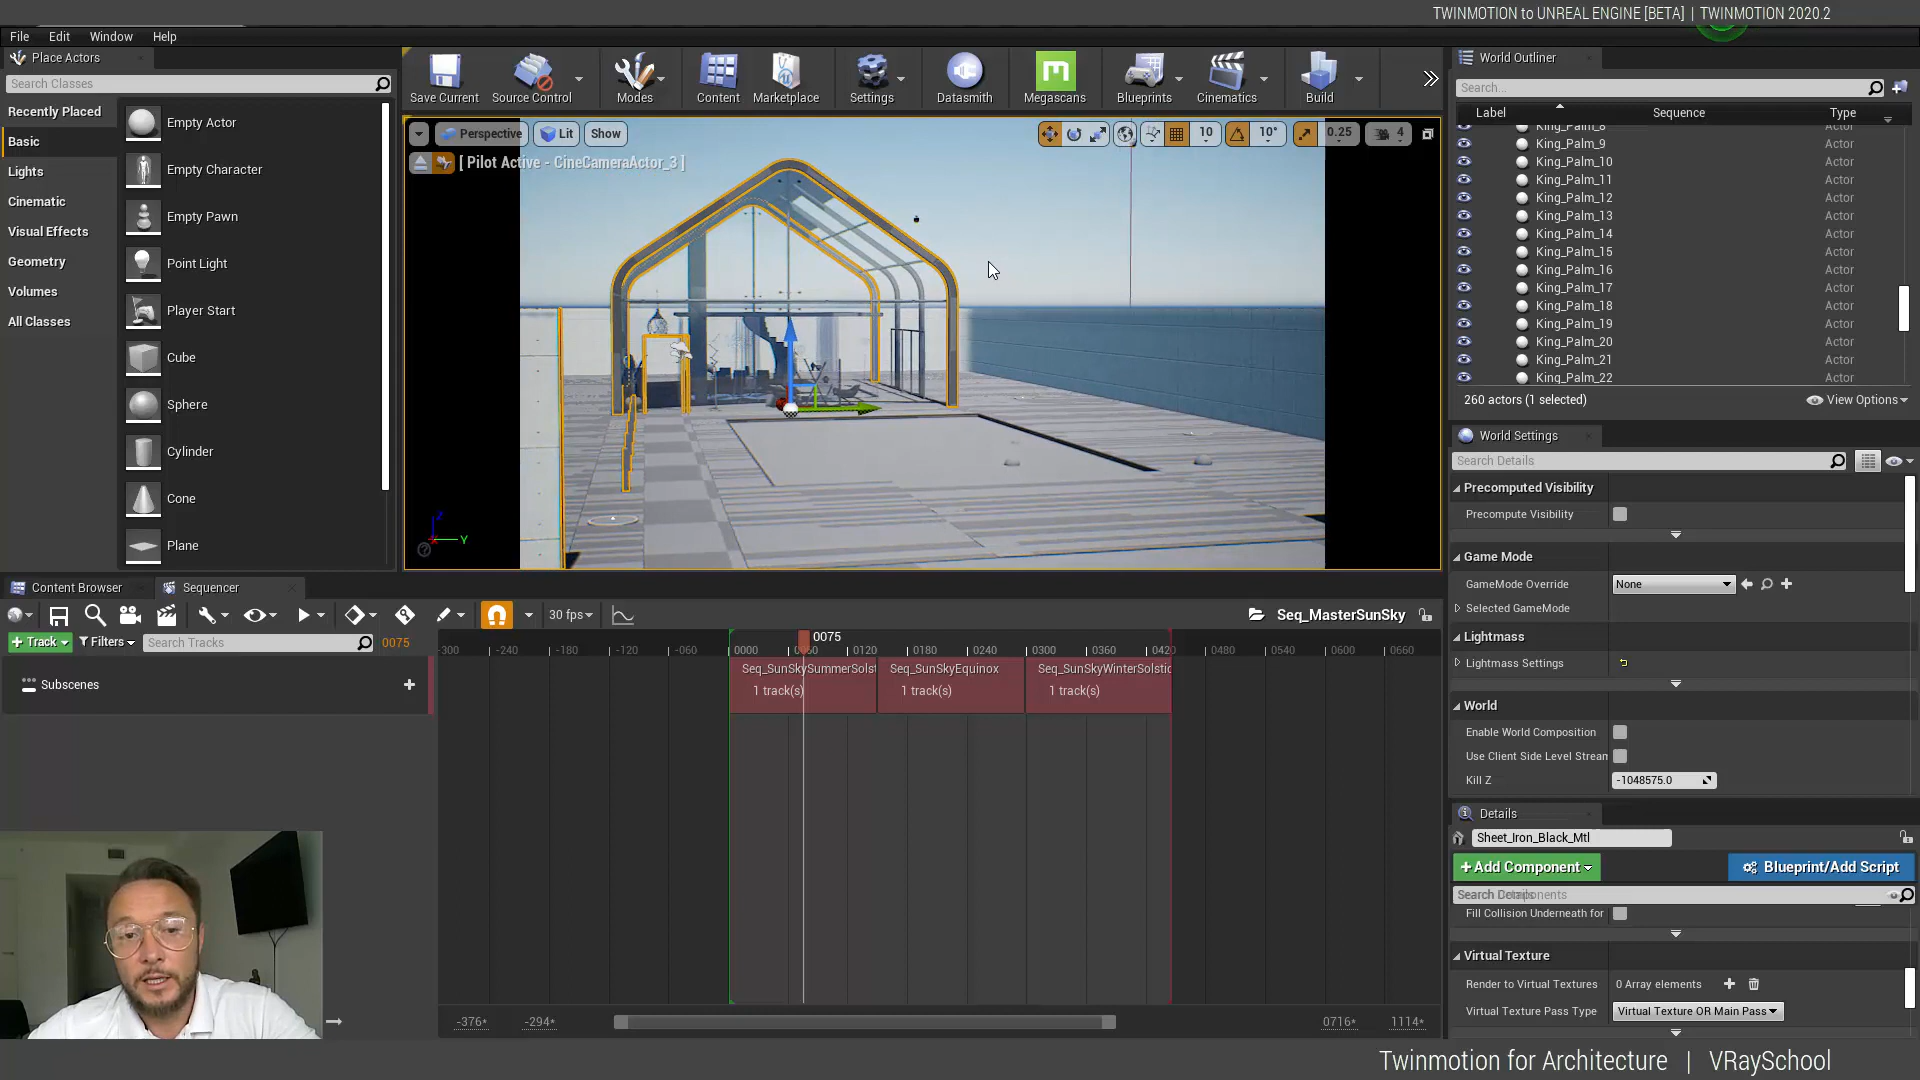 TWINMOTION to UNREAL ENGINE [BETA] | TWINMOTION 2020.2
File Edit Window Help
Place Actors
Search Classes
Recently Placed
Basic
Lights
Cinematic
Visual Effects
Geometry
Volumes
All Classes
Empty Actor
Empty Character
Empty Pawn
Point Light
Player Start
Cube
Sphere
Cylinder
Cone
Plane
Save Current Source Control Modes Content Marketplace Settings Datasmith Megascans Blueprints Cinematics Build
Perspective Lit Show 10 10° 0.25 4
[ Pilot Active - CineCameraActor_3 ]
Z
Y
World Outliner
Search...
Label Sequence Type
King_Palm_8 Actor
King_Palm_9 Actor
King_Palm_10 Actor
King_Palm_11 Actor
King_Palm_12 Actor
King_Palm_13 Actor
King_Palm_14 Actor
King_Palm_15 Actor
King_Palm_16 Actor
King_Palm_17 Actor
King_Palm_18 Actor
King_Palm_19 Actor
King_Palm_20 Actor
King_Palm_21 Actor
King_Palm_22 Actor
260 actors (1 selected) View Options
World Settings
Search Details
Precomputed Visibility
Precompute Visibility
Game Mode
GameMode Override None
Selected GameMode
Lightmass
Lightmass Settings
World
Enable World Composition
Use Client Side Level Stream
Kill Z -1048575.0
Details
Sheet_Iron_Black_Mtl
+Add Component Blueprint/Add Script
Fill Collision Underneath for
Virtual Texture
Render to Virtual Textures 0 Array elements
Virtual Texture Pass Type Virtual Texture OR Main Pass
Content Browser Sequencer
30 fps Seq_MasterSunSky
+ Track Filters Search Tracks 0075
0075
-300 -240 -180 -120 -060 0000 0120 0180 0240 0300 0360 0420 0480 0540 0600 0660
Subscenes +
Seq_SunSkySummerSolst Seq_SunSkyEquinox Seq_SunSkyWinterSolstic
1 track(s) 1 track(s) 1 track(s)
-376* -294* 0716* 1114*
Twinmotion for Architecture | VRaySchool